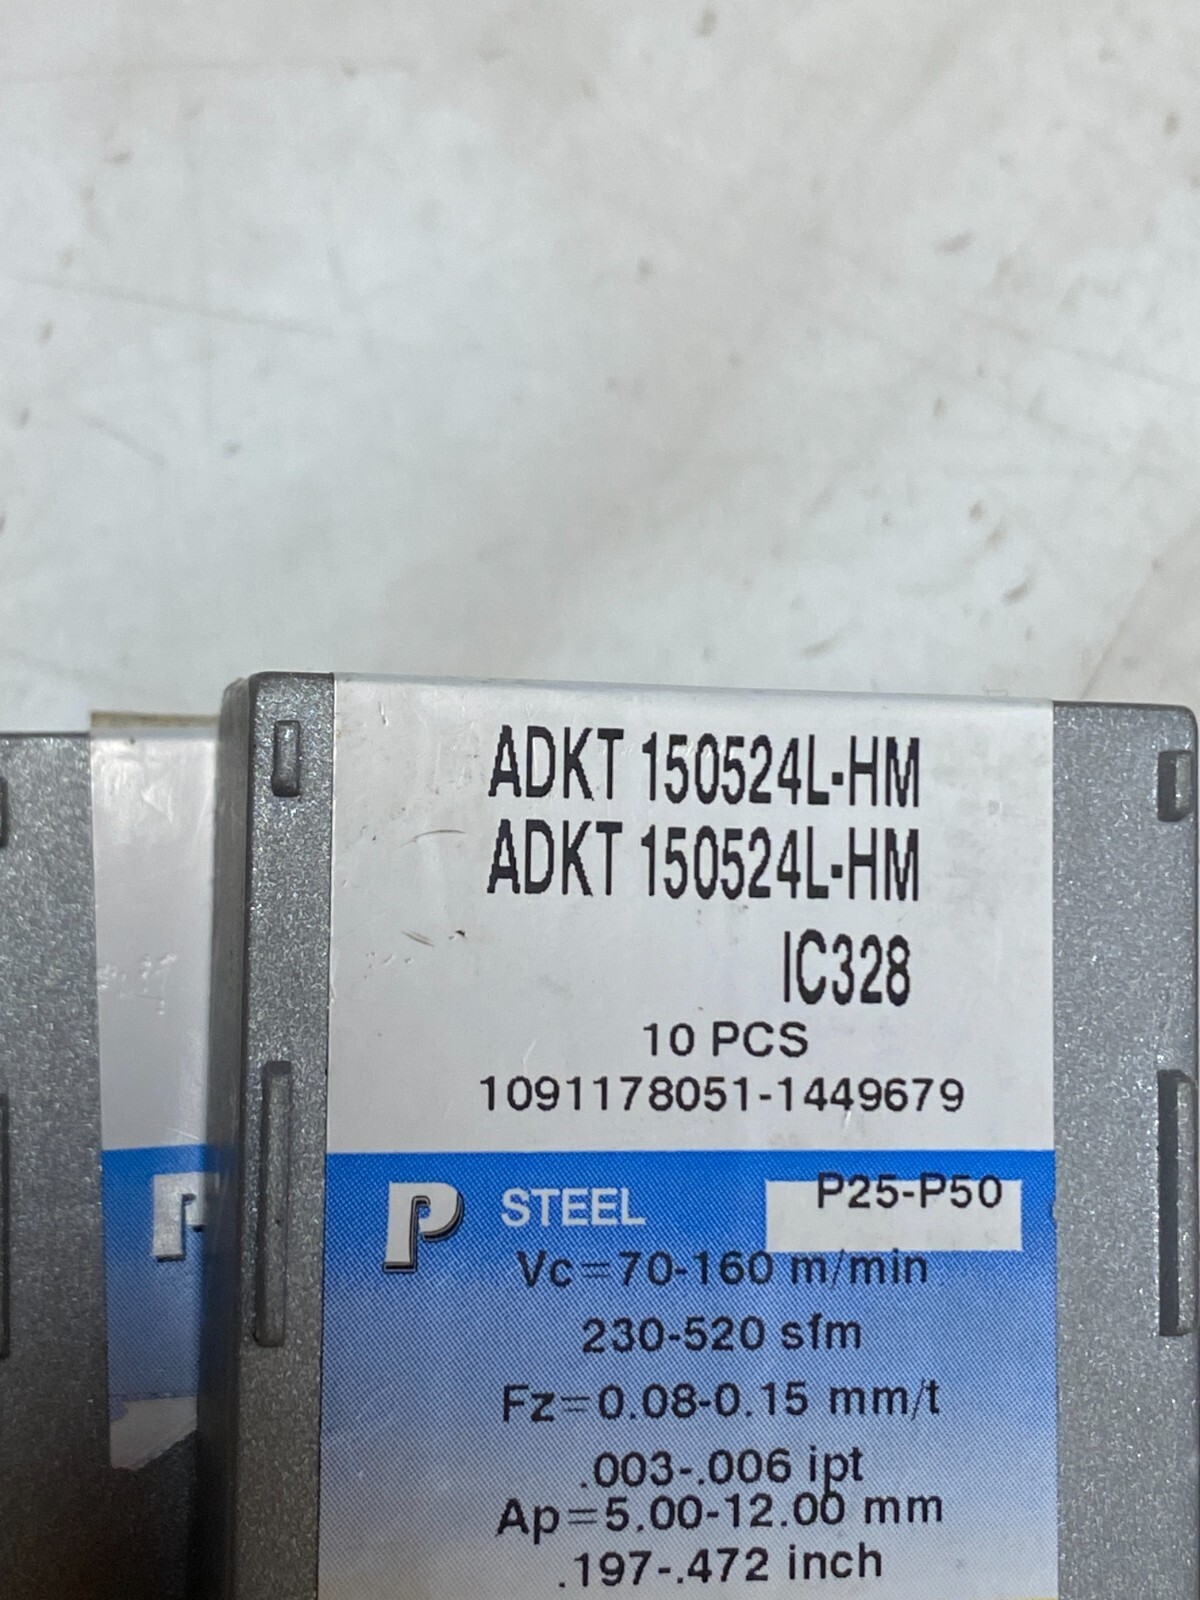 ADKT 150524L-HM
ADKT 150524L-HM
IC328
10 PCS
1091178051-1449679
P STEEL P25-P50
Vc=70-160 m/min
230-520 sfm
Fz=0.08-0.15 mm/t
.003-.006 ipt
Ap=5.00-12.00 mm
.197-.472 inch
P